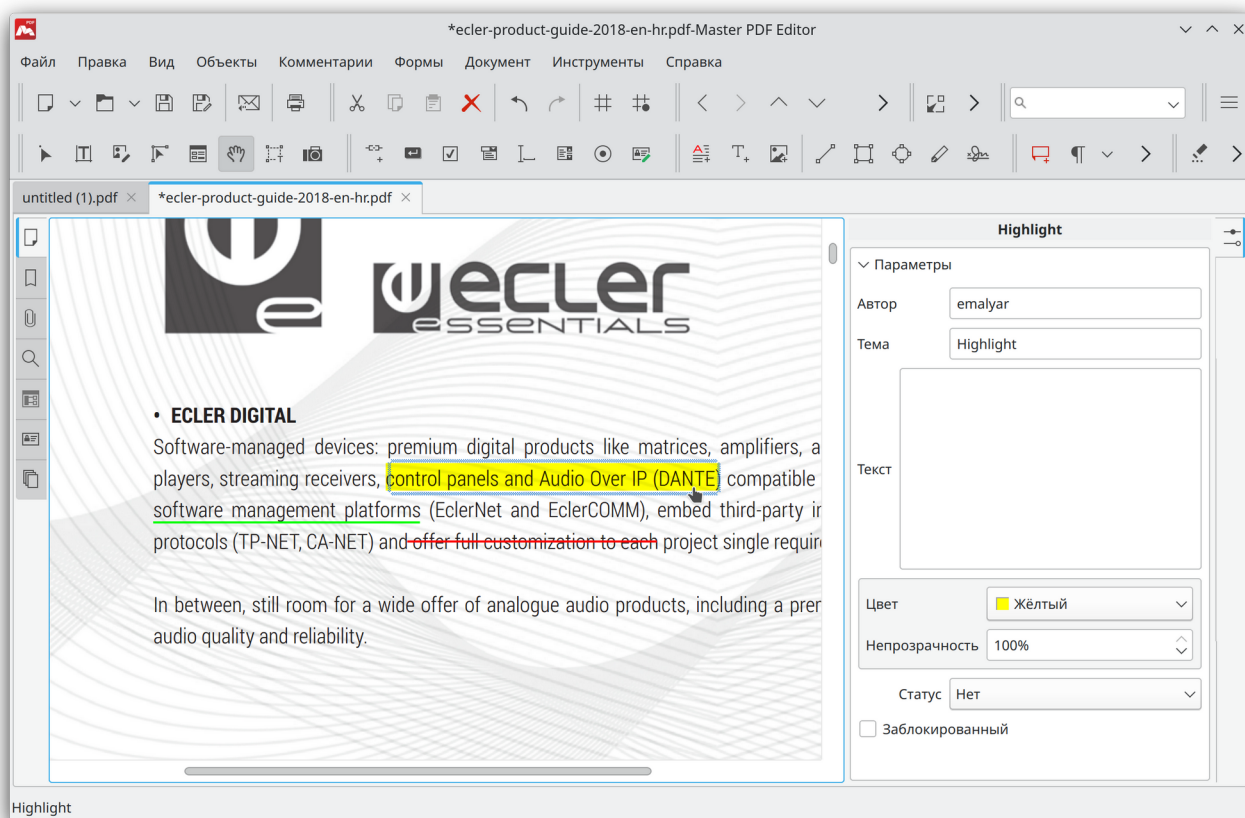 *ecler-product-guide-2018-en-hr.pdf-Master PDF Editor
Файл Правка Вид Объекты Комментарии Формы Документ Инструменты Справка
untitled (1).pdf *ecler-product-guide-2018-en-hr.pdf
ecler
essentials
• ECLER DIGITAL
Software-managed devices: premium digital products like matrices, amplifiers, a
players, streaming receivers, control panels and Audio Over IP (DANTE) compatible
software management platforms (EclerNet and EclerCOMM), embed third-party in
protocols (TP-NET, CA-NET) and offer full customization to each project single require
In between, still room for a wide offer of analogue audio products, including a prem
audio quality and reliability.
Highlight
Параметры
Автор emalyar
Тема Highlight
Текст
Цвет Жёлтый
Непрозрачность 100%
Статус Нет
Заблокированный
Highlight